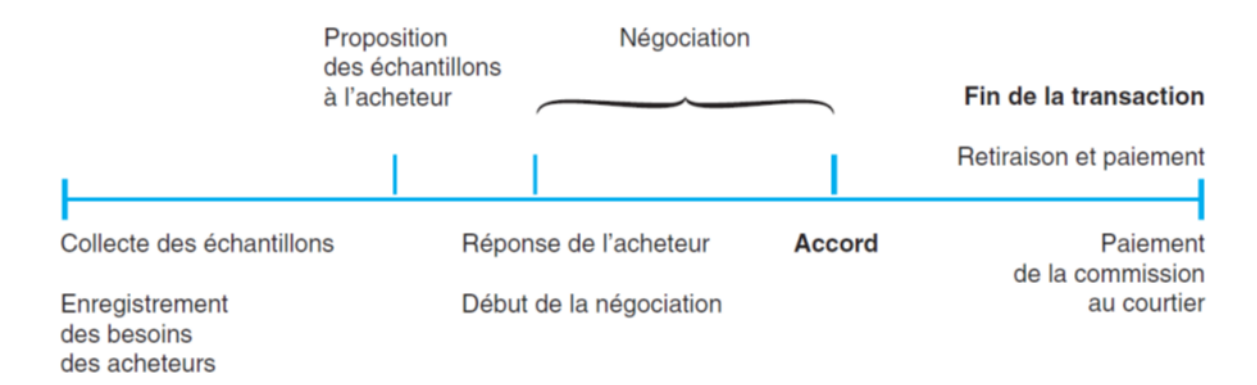 Proposition
des échantillons
à l’acheteur
Négociation
Fin de la transaction
Retiraison et paiement
Collecte des échantillons
Enregistrement
des besoins
des acheteurs
Réponse de l’acheteur
Début de la négociation
Accord
Paiement
de la commission
au courtier